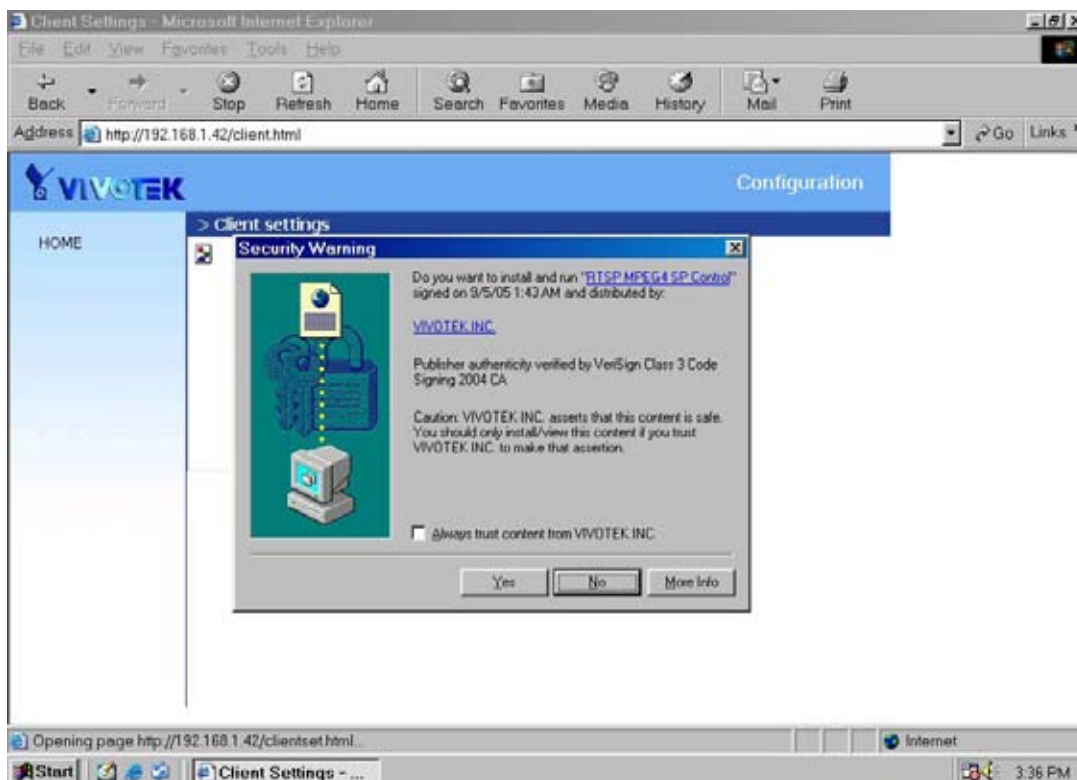 Client Settings - Microsoft Internet Explorer
File Edit View Favorites Tools Help
Back Forward Stop Refresh Home Search Favorites Media History Mail Print
Address http://192.168.1.42/client.html Go Links
VIVOTEK Configuration
HOME
> Client settings
Security Warning
Do you want to install and run "RTSP MPEG4 SP Control"
signed on 9/5/05 1:43 AM and distributed by:
VIVOTEK INC.
Publisher authenticity verified by VeriSign Class 3 Code
Signing 2004 CA
Caution: VIVOTEK INC. asserts that this content is safe.
You should only install/view this content if you trust
VIVOTEK INC. to make that assertion.
Always trust content from VIVOTEK INC.
Yes No More Info
Opening page http://192.168.1.42/clientset.html... Internet
Start Client Settings - ... 3:36 PM